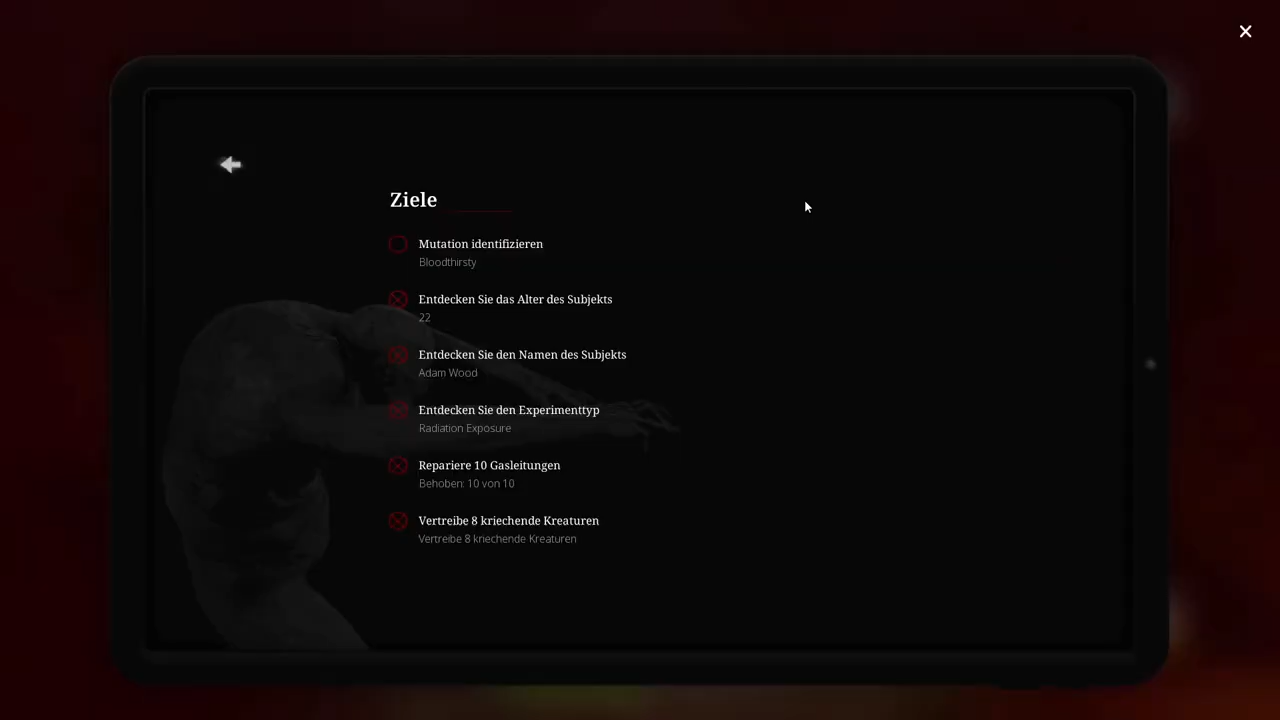 Ziele
Mutation identifizieren
Bloodthirsty
Entdecken Sie das Alter des Subjekts
22
Entdecken Sie den Namen des Subjekts
Adam Wood
Entdecken Sie den Experimenttyp
Radiation Exposure
Repariere 10 Gasleitungen
Behoben: 10 von 10
Vertreibe 8 kriechende Kreaturen
Vertreibe 8 kriechende Kreaturen